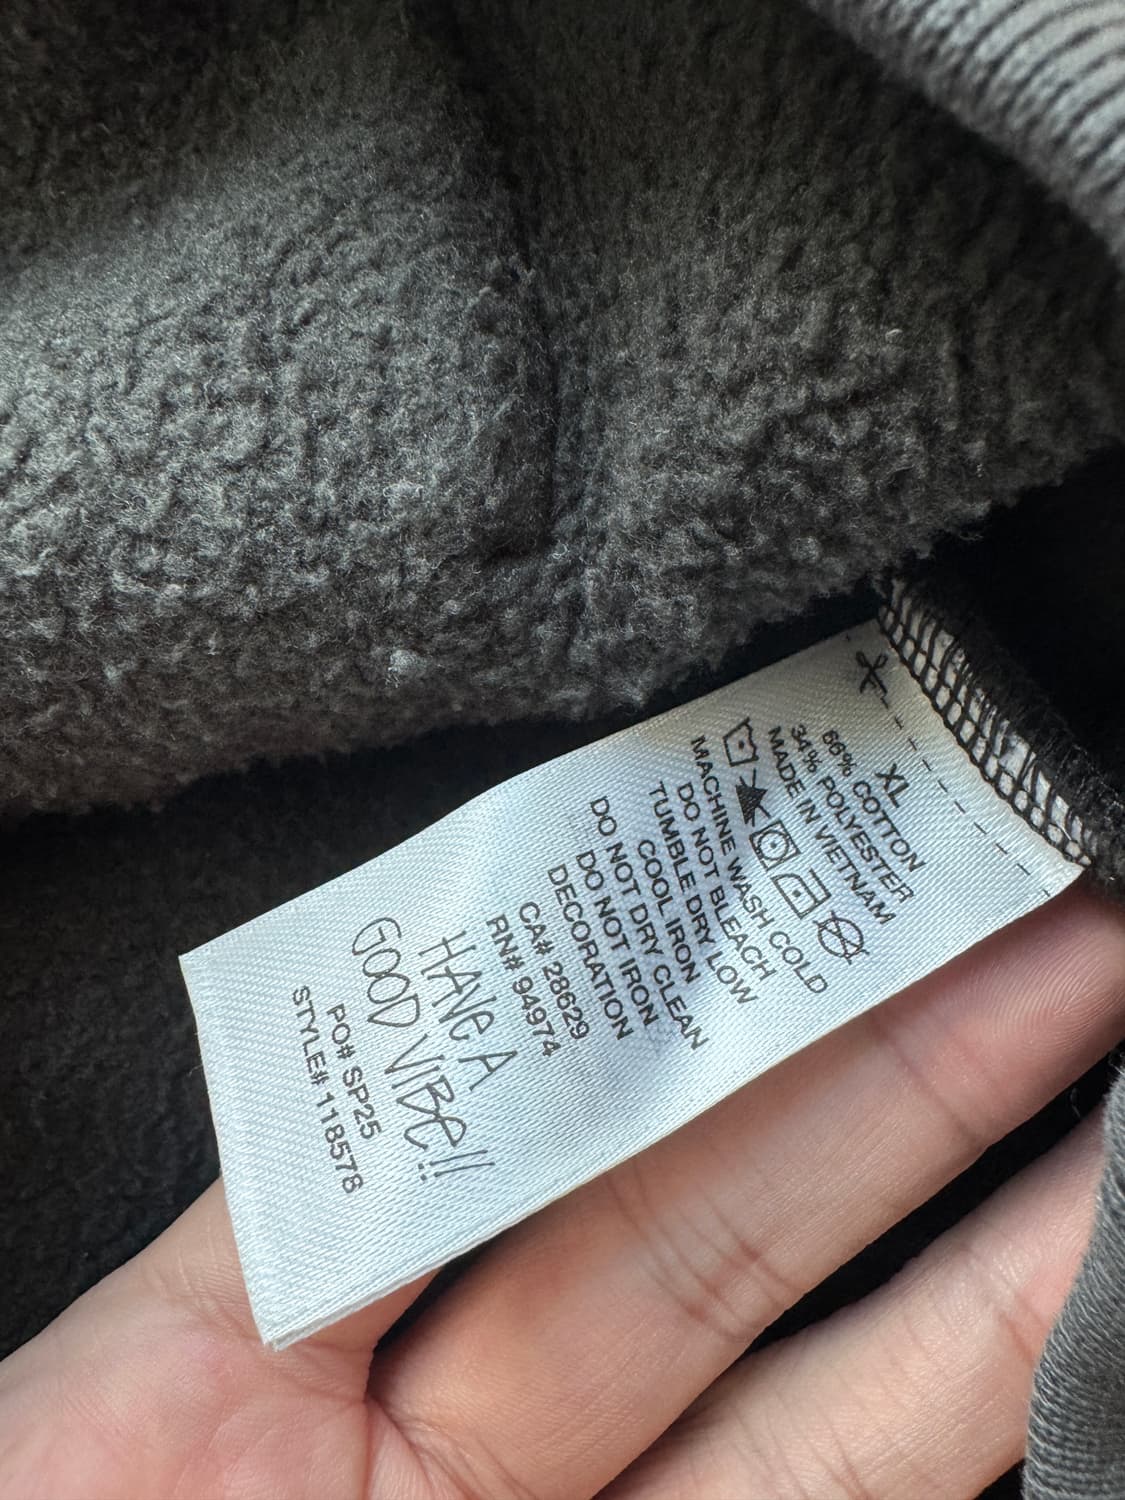 XL
66% COTTON
34% POLYESTER
MADE IN VIETNAM
MACHINE WASH COLD
DO NOT BLEACH
TUMBLE DRY LOW
COOL IRON
DO NOT DRY CLEAN
DO NOT IRON
DECORATION
CA# 28629
RN# 94974
HAVE A
GOOD VIBE!!
PO# SP25
STYLE# 118578